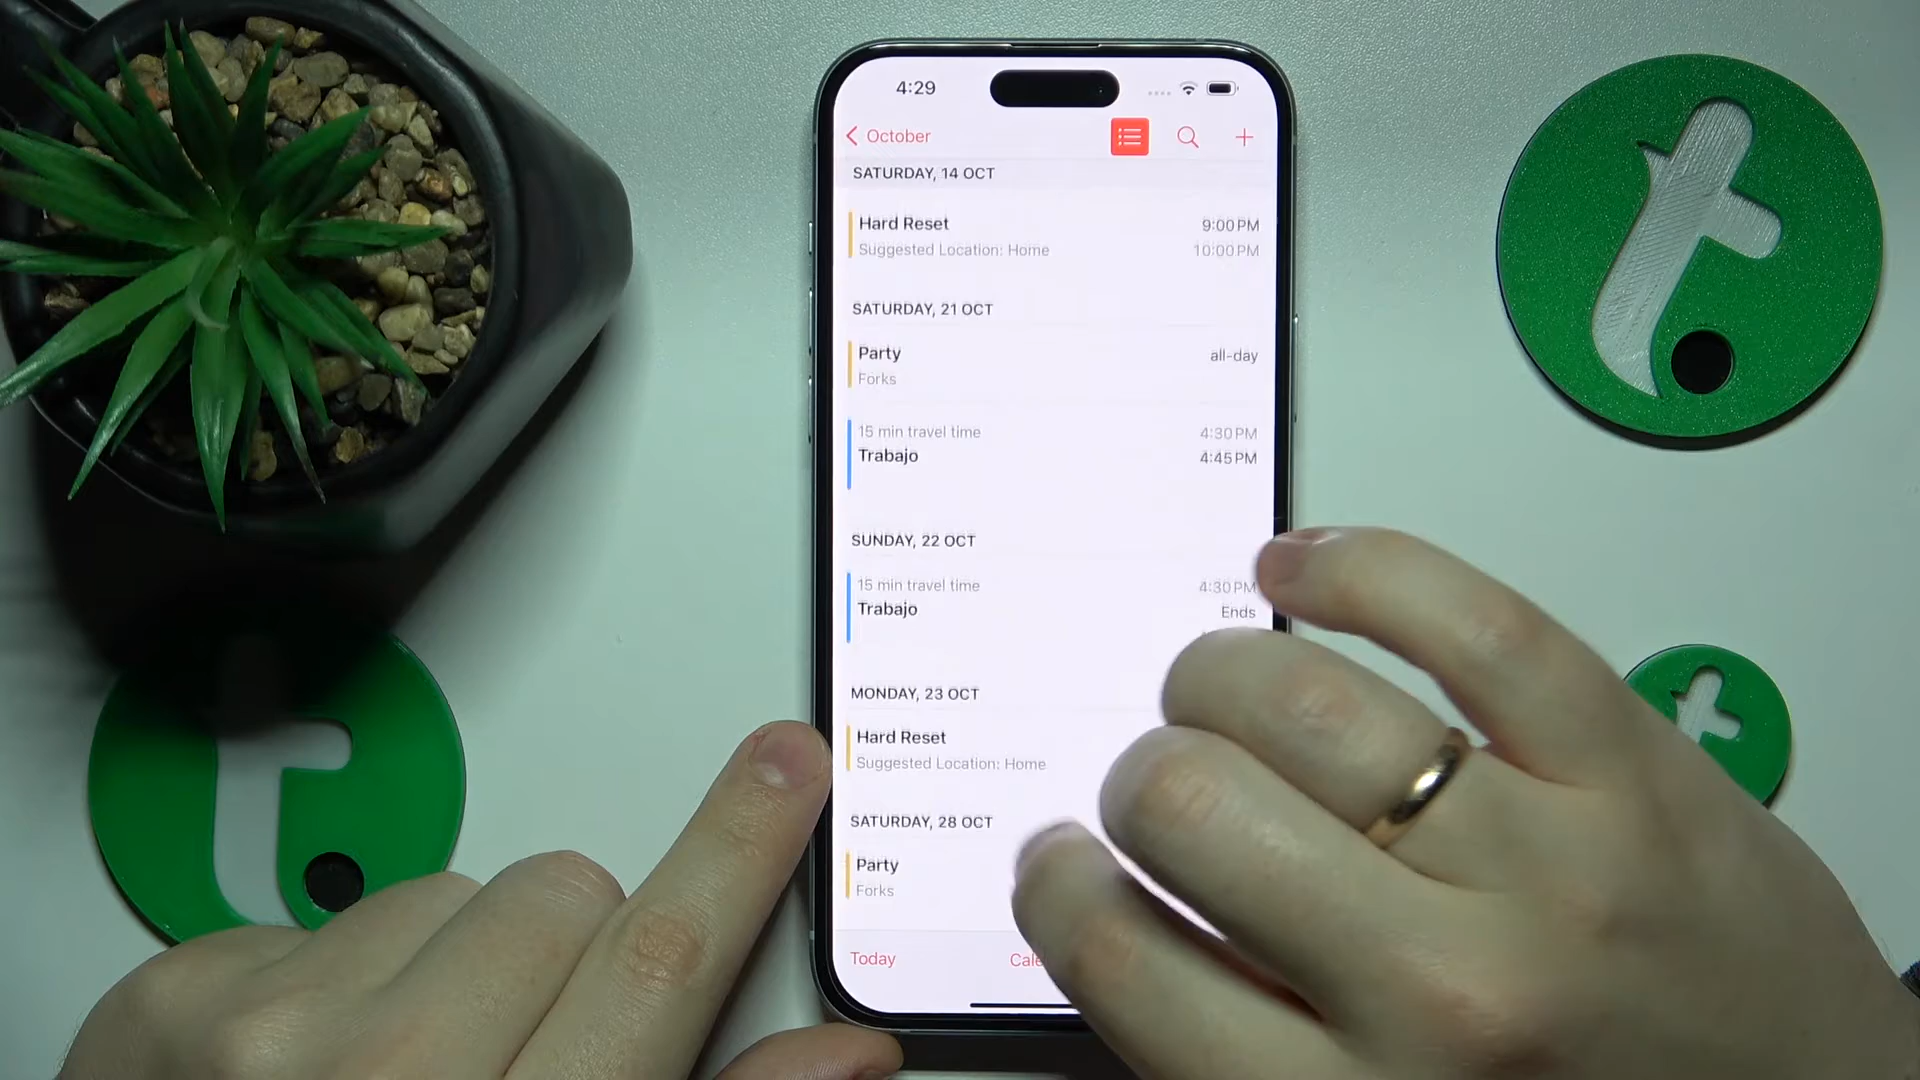 4:29
October
SATURDAY, 14 OCT
Hard Reset 9:00 PM
Suggested Location: Home 10:00 PM
SATURDAY, 21 OCT
Party all-day
Forks
15 min travel time 4:30 PM
Trabajo 4:45 PM
SUNDAY, 22 OCT
15 min travel time 4:30 PM
Trabajo Ends
MONDAY, 23 OCT
Hard Reset
Suggested Location: Home
SATURDAY, 28 OCT
Party
Forks
Today